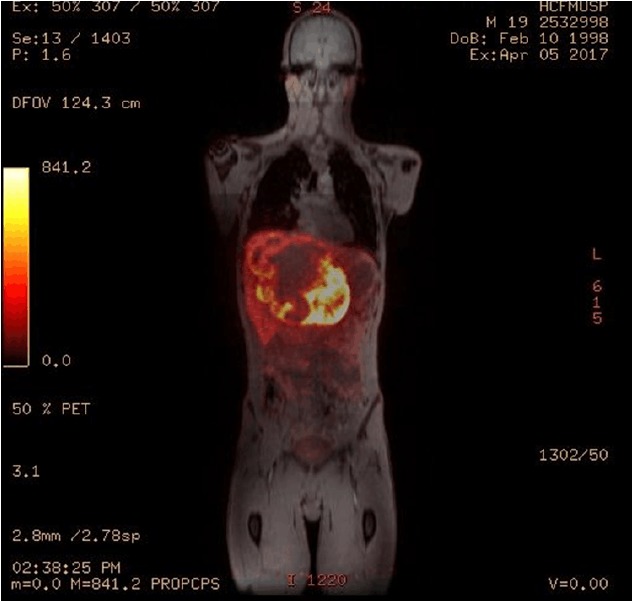 Ex: 50% 307 / 50% 307
Se:13 / 1403
P: 1.6
DFOV 124.3 cm
S 24
HCFMUSP
M 19 2532998
DoB: Feb 10 1998
Ex:Apr 05 2017
841.2
0.0
L
6
1
5
50 % PET
3.1
1302/50
2.8mm /2.78sp
02:38:25 PM
m=0.0 M=841.2 PROPCPS
I 1220
V=0.00